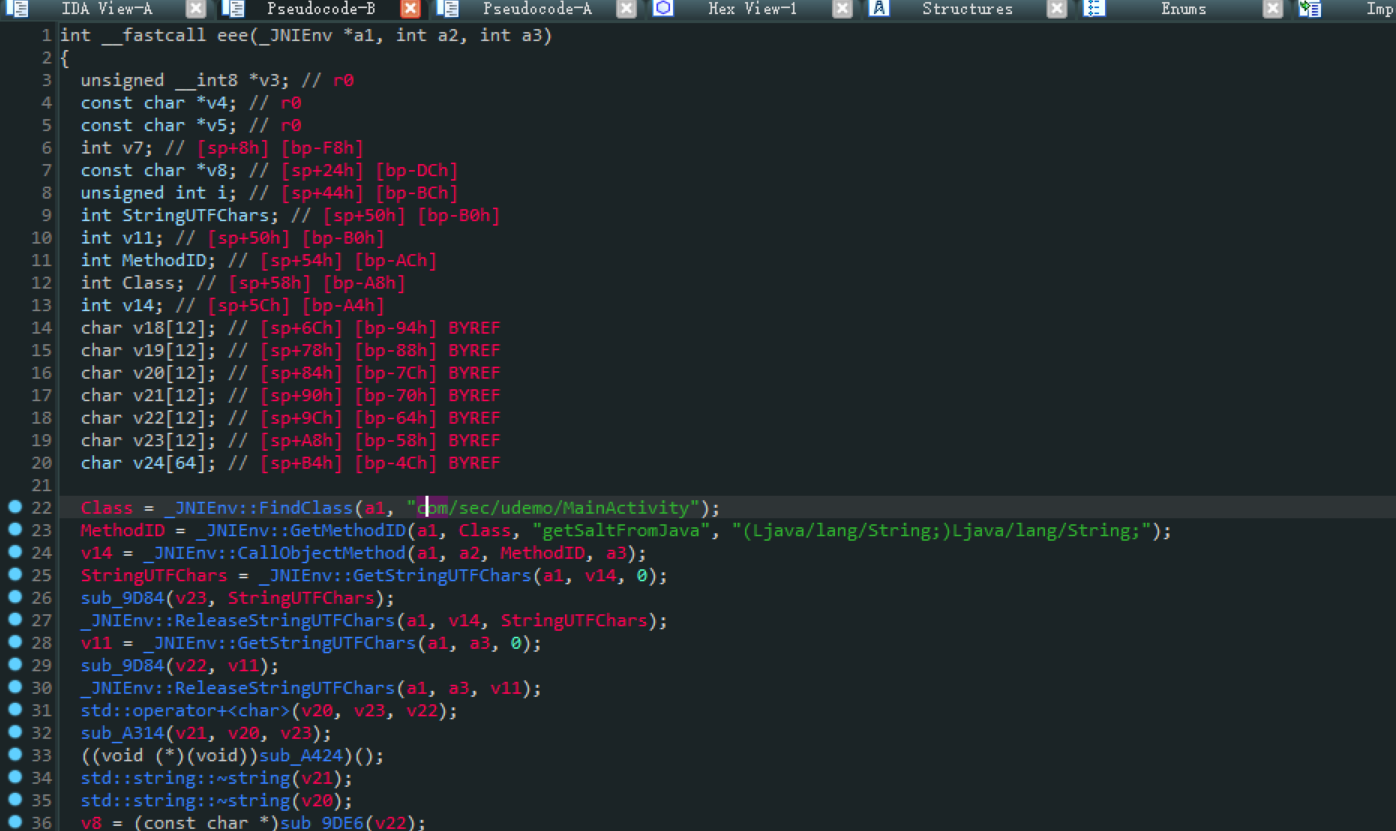 IDA View-A Pseudocode-B Pseudocode-A Hex View-1 Structures Enums Imp
1 int __fastcall eee(_JNIEnv *a1, int a2, int a3)
2 {
3 unsigned __int8 *v3; // r0
4 const char *v4; // r0
5 const char *v5; // r0
6 int v7; // [sp+8h] [bp-F8h]
7 const char *v8; // [sp+24h] [bp-DCh]
8 unsigned int i; // [sp+44h] [bp-BCh]
9 int StringUTFChars; // [sp+50h] [bp-B0h]
10 int v11; // [sp+50h] [bp-B0h]
11 int MethodID; // [sp+54h] [bp-ACh]
12 int Class; // [sp+58h] [bp-A8h]
13 int v14; // [sp+5Ch] [bp-A4h]
14 char v18[12]; // [sp+6Ch] [bp-94h] BYREF
15 char v19[12]; // [sp+78h] [bp-88h] BYREF
16 char v20[12]; // [sp+84h] [bp-7Ch] BYREF
17 char v21[12]; // [sp+90h] [bp-70h] BYREF
18 char v22[12]; // [sp+9Ch] [bp-64h] BYREF
19 char v23[12]; // [sp+A8h] [bp-58h] BYREF
20 char v24[64]; // [sp+B4h] [bp-4Ch] BYREF
21
22 Class = _JNIEnv::FindClass(a1, "com/sec/udemo/MainActivity");
23 MethodID = _JNIEnv::GetMethodID(a1, Class, "getSaltFromJava", "(Ljava/lang/String;)Ljava/lang/String;");
24 v14 = _JNIEnv::CallObjectMethod(a1, a2, MethodID, a3);
25 StringUTFChars = _JNIEnv::GetStringUTFChars(a1, v14, 0);
26 sub_9D84(v23, StringUTFChars);
27 _JNIEnv::ReleaseStringUTFChars(a1, v14, StringUTFChars);
28 v11 = _JNIEnv::GetStringUTFChars(a1, a3, 0);
29 sub_9D84(v22, v11);
30 _JNIEnv::ReleaseStringUTFChars(a1, a3, v11);
31 std::operator+<char>(v20, v23, v22);
32 sub_A314(v21, v20, v23);
33 ((void (*)(void))sub_A424)();
34 std::string::~string(v21);
35 std::string::~string(v20);
36 v8 = (const char *)sub_9DE6(v22);